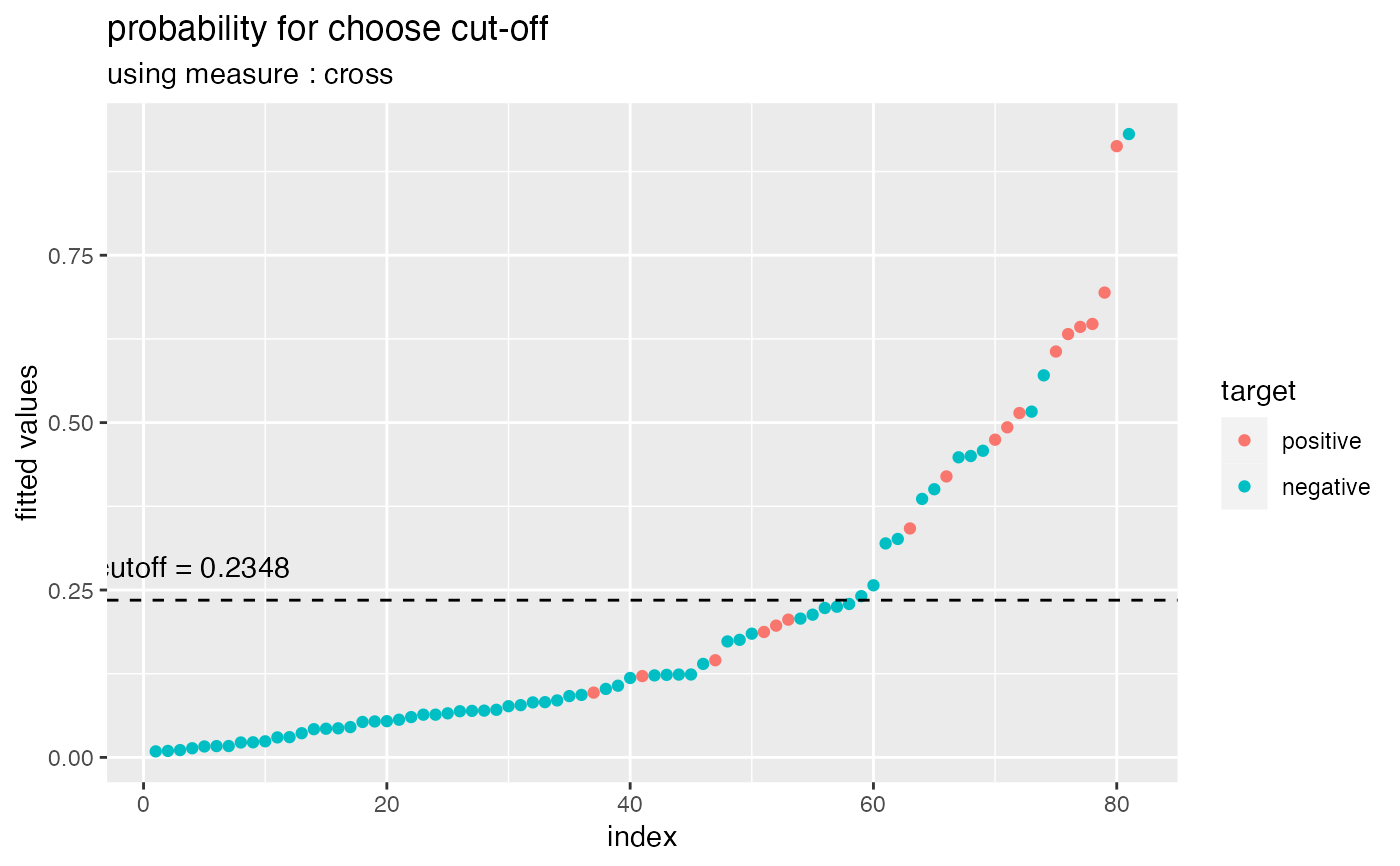 probability for choose cut-off
using measure : cross
fitted values
0.75
0.50
0.25
0.00
cutoff = 0.2348
0 20 40 60 80
index
target
positive
negative